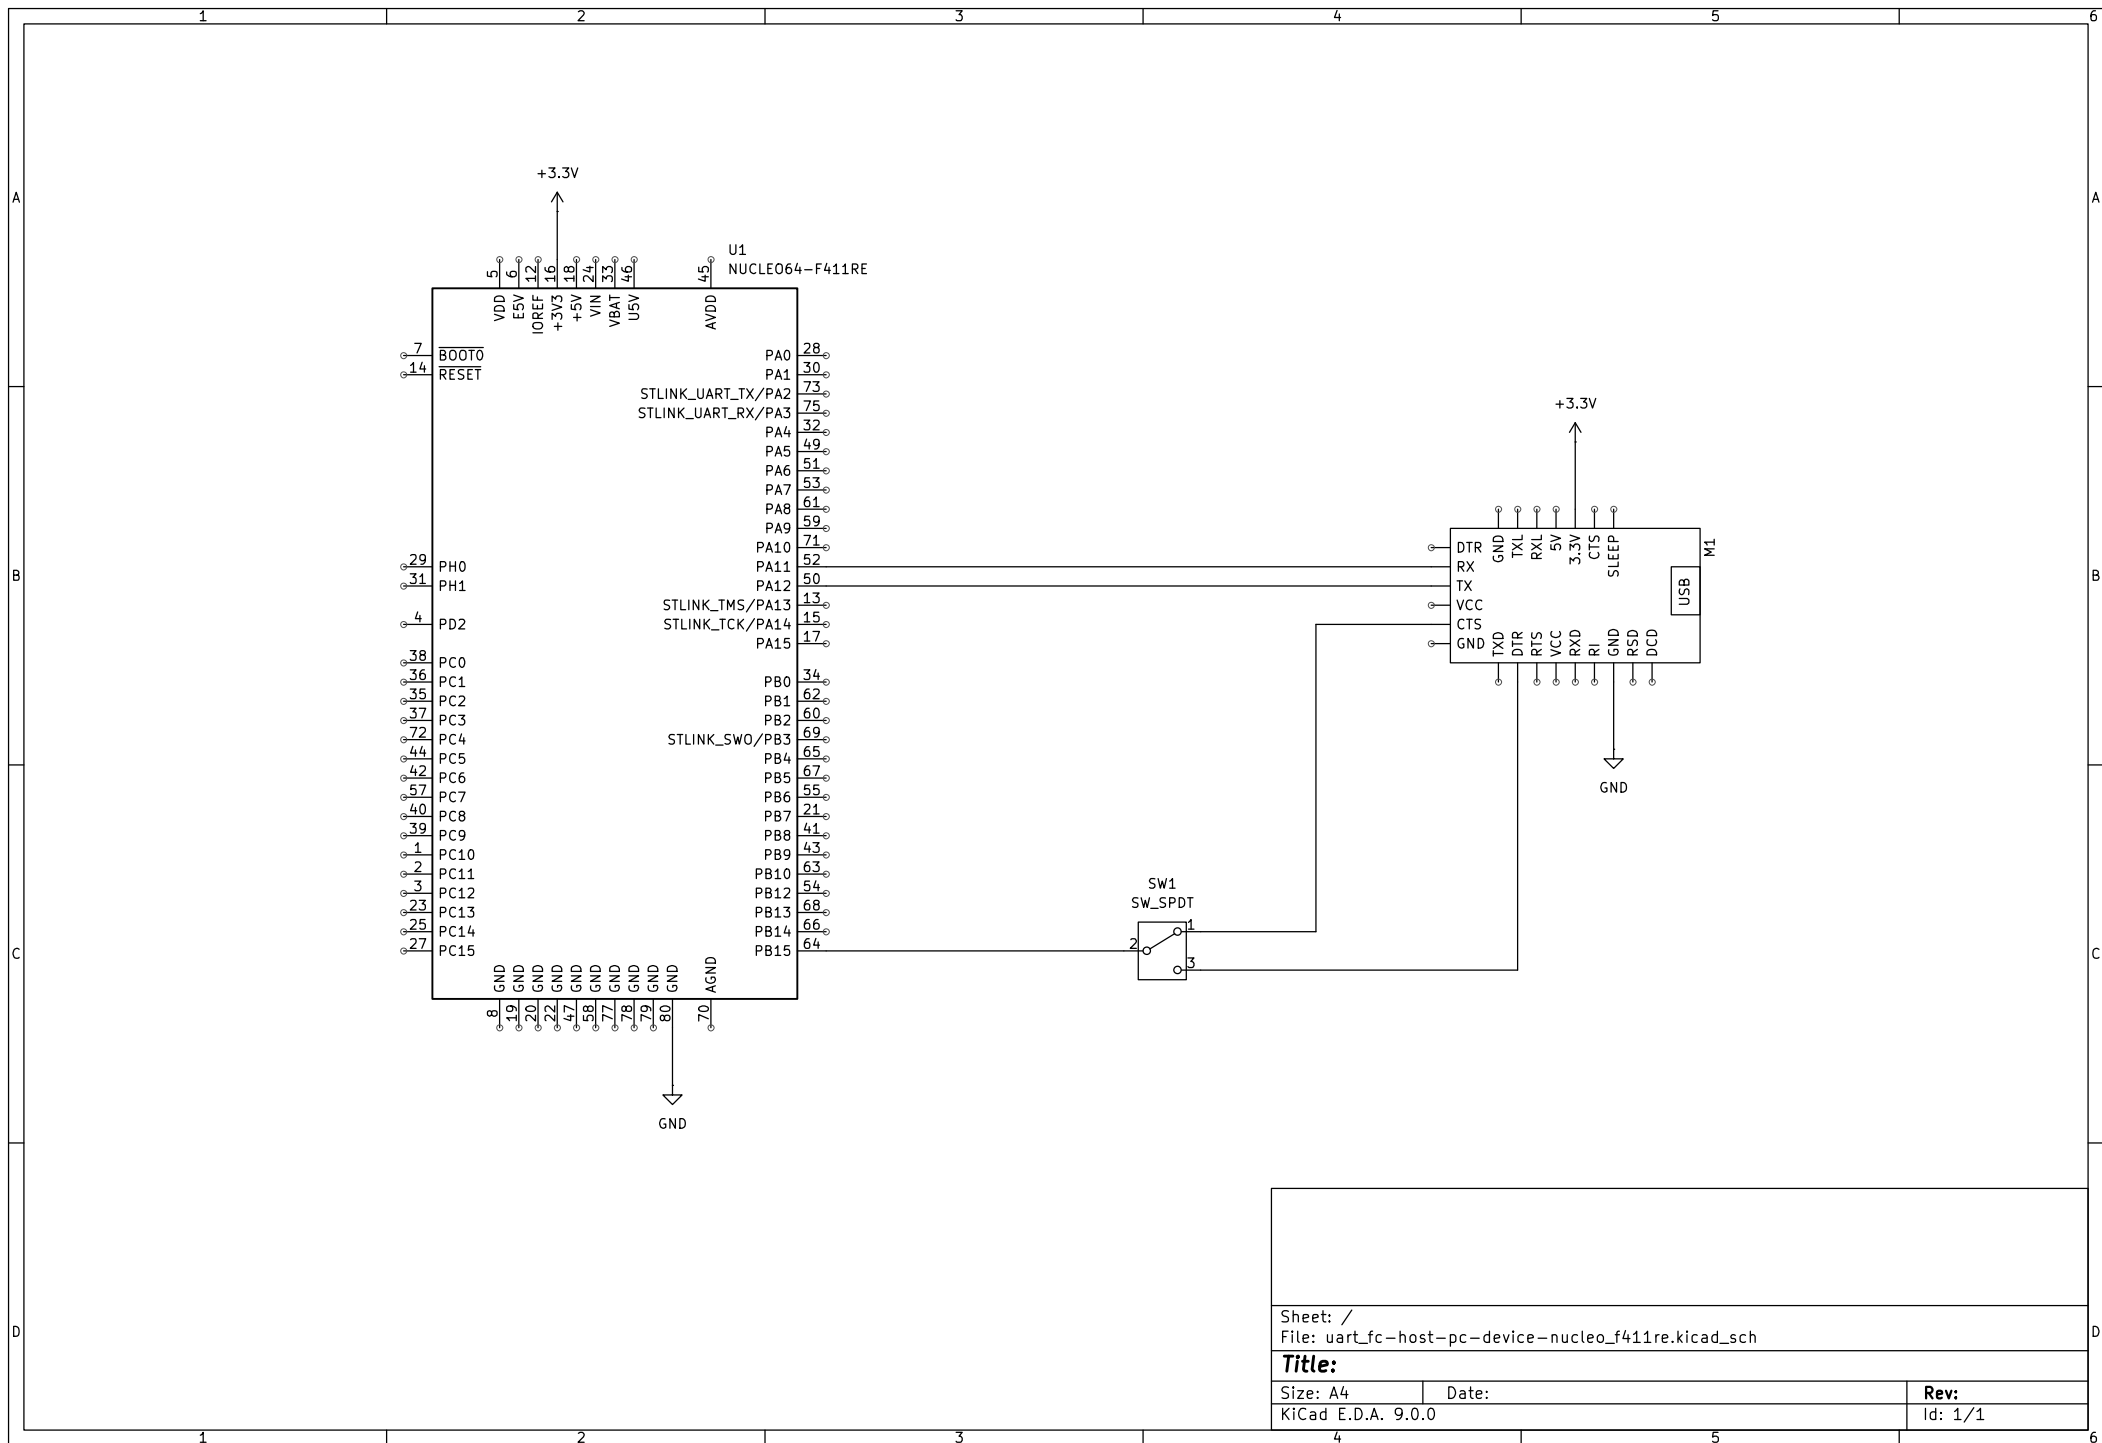 1 2 3 4 5 6
A A
B B
C C
D D
+3.3V
U1
NUCLEO64-F411RE
5 6 12 16 18 24 33 46 45
VDD E5V IOREF +3V3 +5V VIN VBAT U5V AVDD
7 BOOT0
14 RESET
29 PH0
31 PH1
4 PD2
38 PC0
36 PC1
35 PC2
37 PC3
72 PC4
44 PC5
42 PC6
57 PC7
40 PC8
39 PC9
1 PC10
2 PC11
3 PC12
23 PC13
25 PC14
27 PC15
PA0 28
PA1 30
STLINK_UART_TX/PA2 73
STLINK_UART_RX/PA3 75
PA4 32
PA5 49
PA6 51
PA7 53
PA8 61
PA9 59
PA10 71
PA11 52
PA12 50
STLINK_TMS/PA13 13
STLINK_TCK/PA14 15
PA15 17
PB0 34
PB1 62
PB2 60
STLINK_SWO/PB3 69
PB4 65
PB5 67
PB6 55
PB7 21
PB8 41
PB9 43
PB10 63
PB12 54
PB13 68
PB14 66
PB15 64
GND GND GND GND GND GND GND GND GND GND AGND
8 19 20 22 47 58 77 78 79 80 70
GND
+3.3V
GND TXL RXL 5V 3.3V CTS SLEEP
M1
DTR
RX
TX
VCC
CTS
GND
USB
TXD DTR RTS VCC RXD RI GND RSD DCD
GND
SW1
SW_SPDT
1
2
3
Sheet: /
File: uart_fc-host-pc-device-nucleo_f411re.kicad_sch
Title:
Size: A4 Date: Rev:
KiCad E.D.A. 9.0.0 Id: 1/1
1 2 3 4 5 6